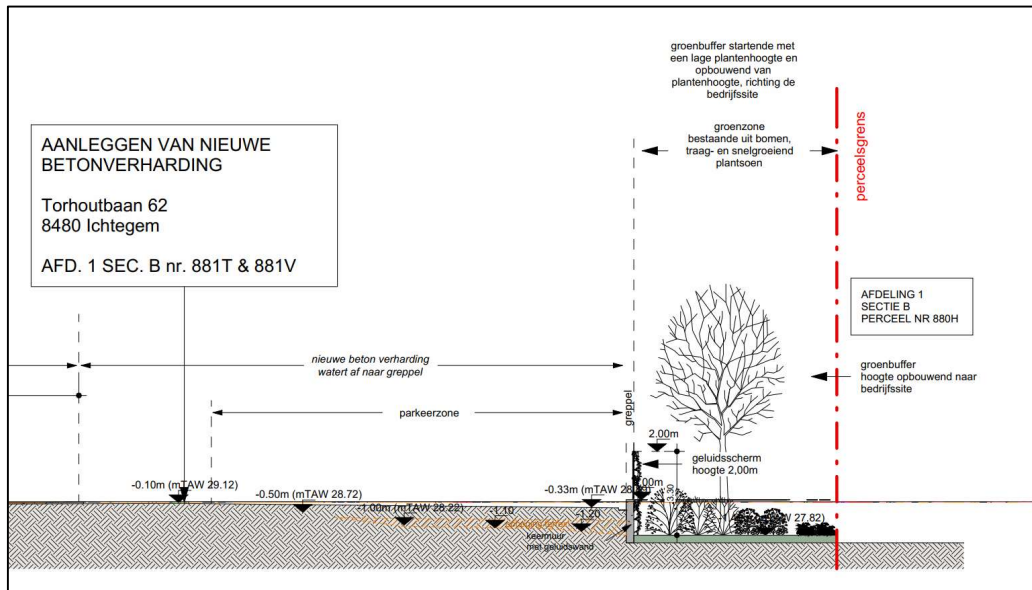 groenbuffer startende met
een lage plantenhoogte en
opbouwend van
plantenhoogte, richting de
bedrijfssite
groenzone
bestaande uit bomen,
traag- en snelgroeiend
plantsoen
perceelsgrens
AANLEGGEN VAN NIEUWE
BETONVERHARDING
Torhoutbaan 62
8480 Ichtegem
AFD. 1 SEC. B nr. 881T & 881V
AFDELING 1
SECTIE B
PERCEEL NR 880H
nieuwe beton verharding
watert af naar greppel
groenbuffer
hoogte opbouwend naar
bedrijfssite
parkeerzone
greppel
2.00m
geluidsscherm
hoogte 2,00m
-0.10m (mTAW 29.12)
-0.50m (mTAW 28.72)
-0.33m (mTAW
3.30
-1.00m (mTAW 28.22)
-1.10
-1.20
27.82)
keermuur
met geluidswand